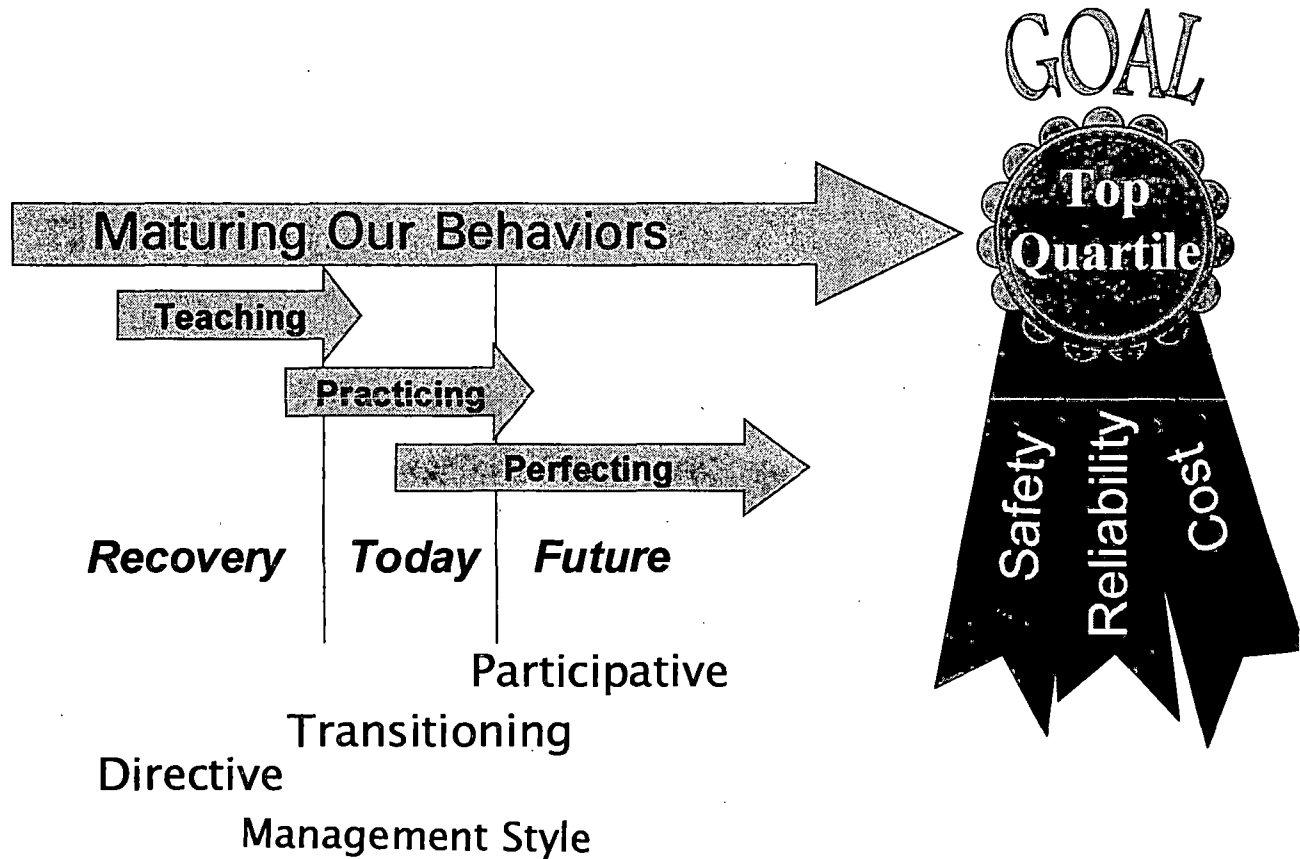 GOAL
Top
Quartile
Maturing Our Behaviors
Teaching
Practicing
Perfecting
Recovery
Today
Future
Safety
Reliability
Cost
Participative
Transitioning
Directive
Management Style